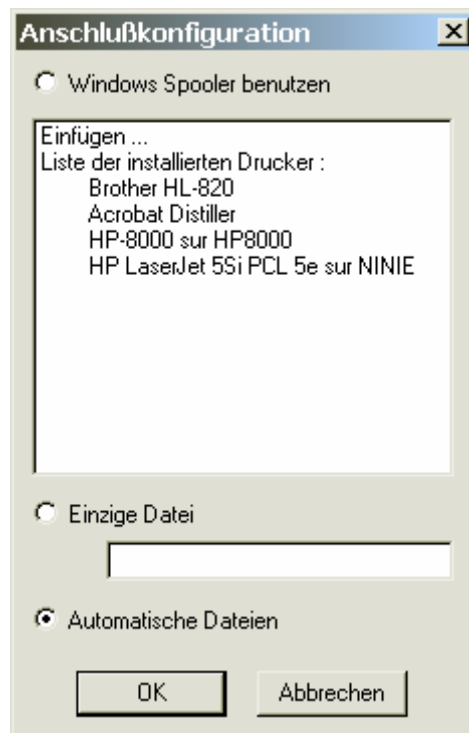 Anschlußkonfiguration
Windows Spooler benutzen
Einfügen ...
Liste der installierten Drucker :
Brother HL-820
Acrobat Distiller
HP-8000 sur HP8000
HP LaserJet 5Si PCL 5e sur NINIE
Einzige Datei
Automatische Dateien
OK
Abbrechen